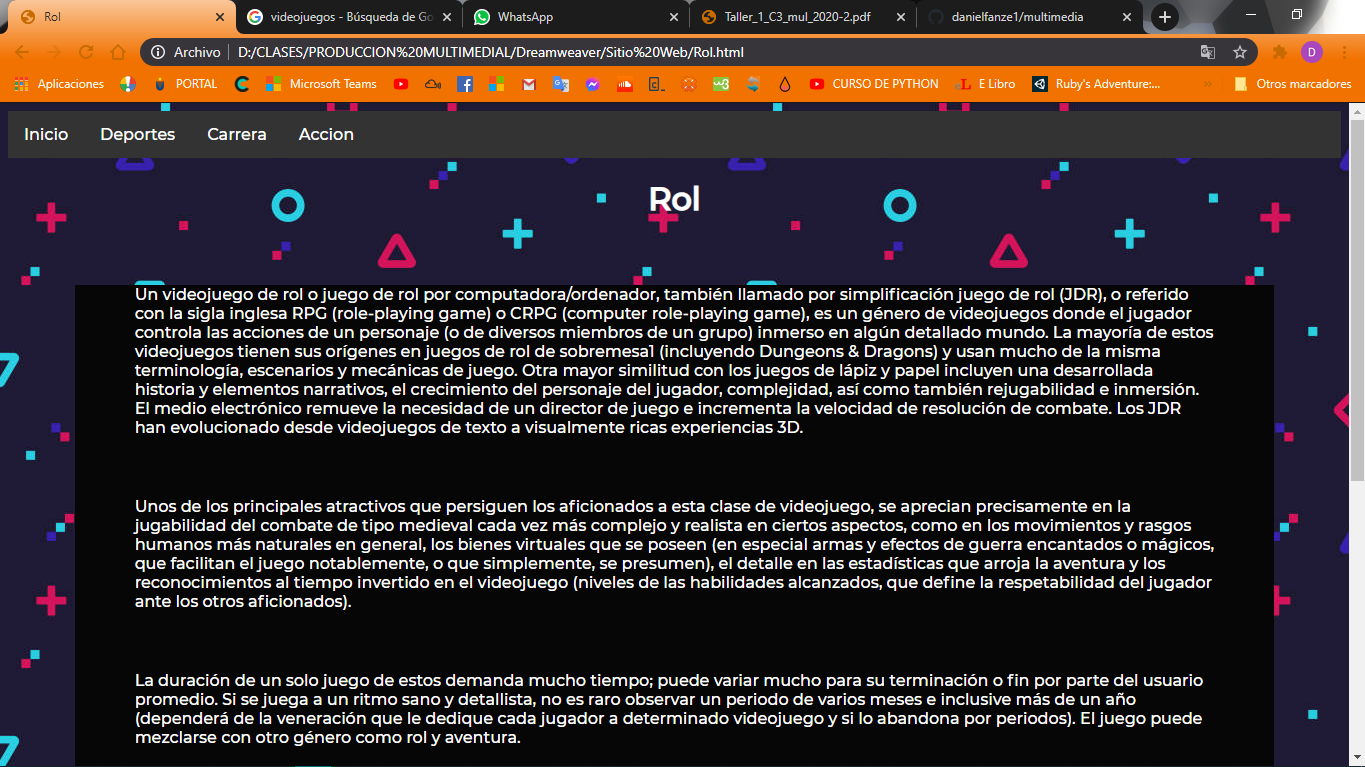 Rol
videojuegos - Búsqueda de Go
WhatsApp
Taller_1_C3_mul_2020-2.pdf
danielfanze1/multimedia
Archivo
D:/CLASES/PRODUCCION%20MULTIMEDIAL/Dreamweaver/Sitio%20Web/Rol.html
D
Aplicaciones
PORTAL
Microsoft Teams
CURSO DE PYTHON
E Libro
Ruby's Adventure:...
»
Otros marcadores
Inicio Deportes Carrera Accion
Rol
Un videojuego de rol o juego de rol por computadora/ordenador, también llamado por simplificación juego de rol (JDR), o referido
con la sigla inglesa RPG (role-playing game) o CRPG (computer role-playing game), es un género de videojuegos donde el jugador
controla las acciones de un personaje (o de diversos miembros de un grupo) inmerso en algún detallado mundo. La mayoría de estos
videojuegos tienen sus orígenes en juegos de rol de sobremesa1 (incluyendo Dungeons & Dragons) y usan mucho de la misma
terminología, escenarios y mecánicas de juego. Otra mayor similitud con los juegos de lápiz y papel incluyen una desarrollada
historia y elementos narrativos, el crecimiento del personaje del jugador, complejidad, así como también rejugabilidad e inmersión.
El medio electrónico remueve la necesidad de un director de juego e incrementa la velocidad de resolución de combate. Los JDR
han evolucionado desde videojuegos de texto a visualmente ricas experiencias 3D.
Unos de los principales atractivos que persiguen los aficionados a esta clase de videojuego, se aprecian precisamente en la
jugabilidad del combate de tipo medieval cada vez más complejo y realista en ciertos aspectos, como en los movimientos y rasgos
humanos más naturales en general, los bienes virtuales que se poseen (en especial armas y efectos de guerra encantados o mágicos,
que facilitan el juego notablemente, o que simplemente, se presumen), el detalle en las estadísticas que arroja la aventura y los
reconocimientos al tiempo invertido en el videojuego (niveles de las habilidades alcanzados, que define la respetabilidad del jugador
ante los otros aficionados).
La duración de un solo juego de estos demanda mucho tiempo; puede variar mucho para su terminación o fin por parte del usuario
promedio. Si se juega a un ritmo sano y detallista, no es raro observar un periodo de varios meses e inclusive más de un año
(dependerá de la veneración que le dedique cada jugador a determinado videojuego y si lo abandona por periodos). El juego puede
mezclarse con otro género como rol y aventura.